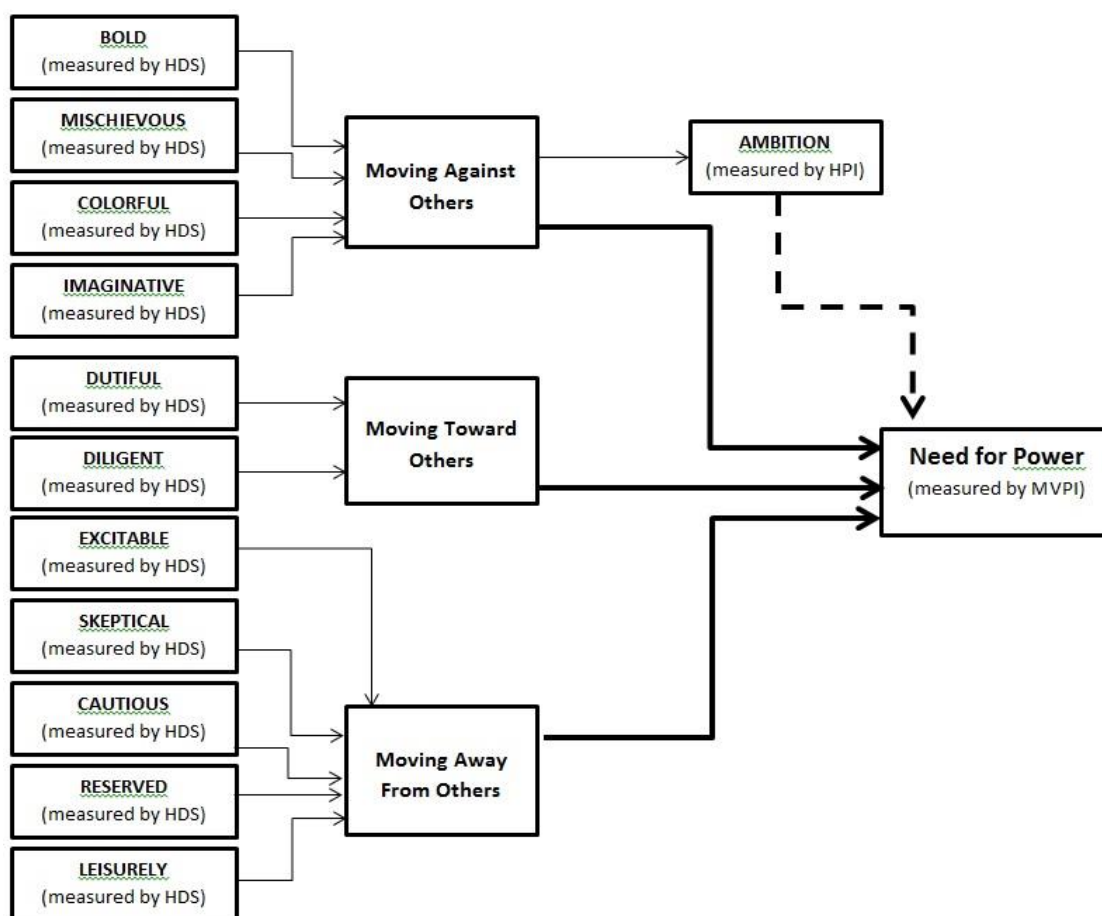 BOLD
(measured by HDS)
MISCHIEVOUS
(measured by HDS)
COLORFUL
(measured by HDS)
IMAGINATIVE
(measured by HDS)
DUTIFUL
(measured by HDS)
DILIGENT
(measured by HDS)
EXCITABLE
(measured by HDS)
SKEPTICAL
(measured by HDS)
CAUTIOUS
(measured by HDS)
RESERVED
(measured by HDS)
LEISURELY
(measured by HDS)
Moving Against
Others
Moving Toward
Others
Moving Away
From Others
AMBITION
(measured by HPI)
Need for Power
(measured by MVPI)